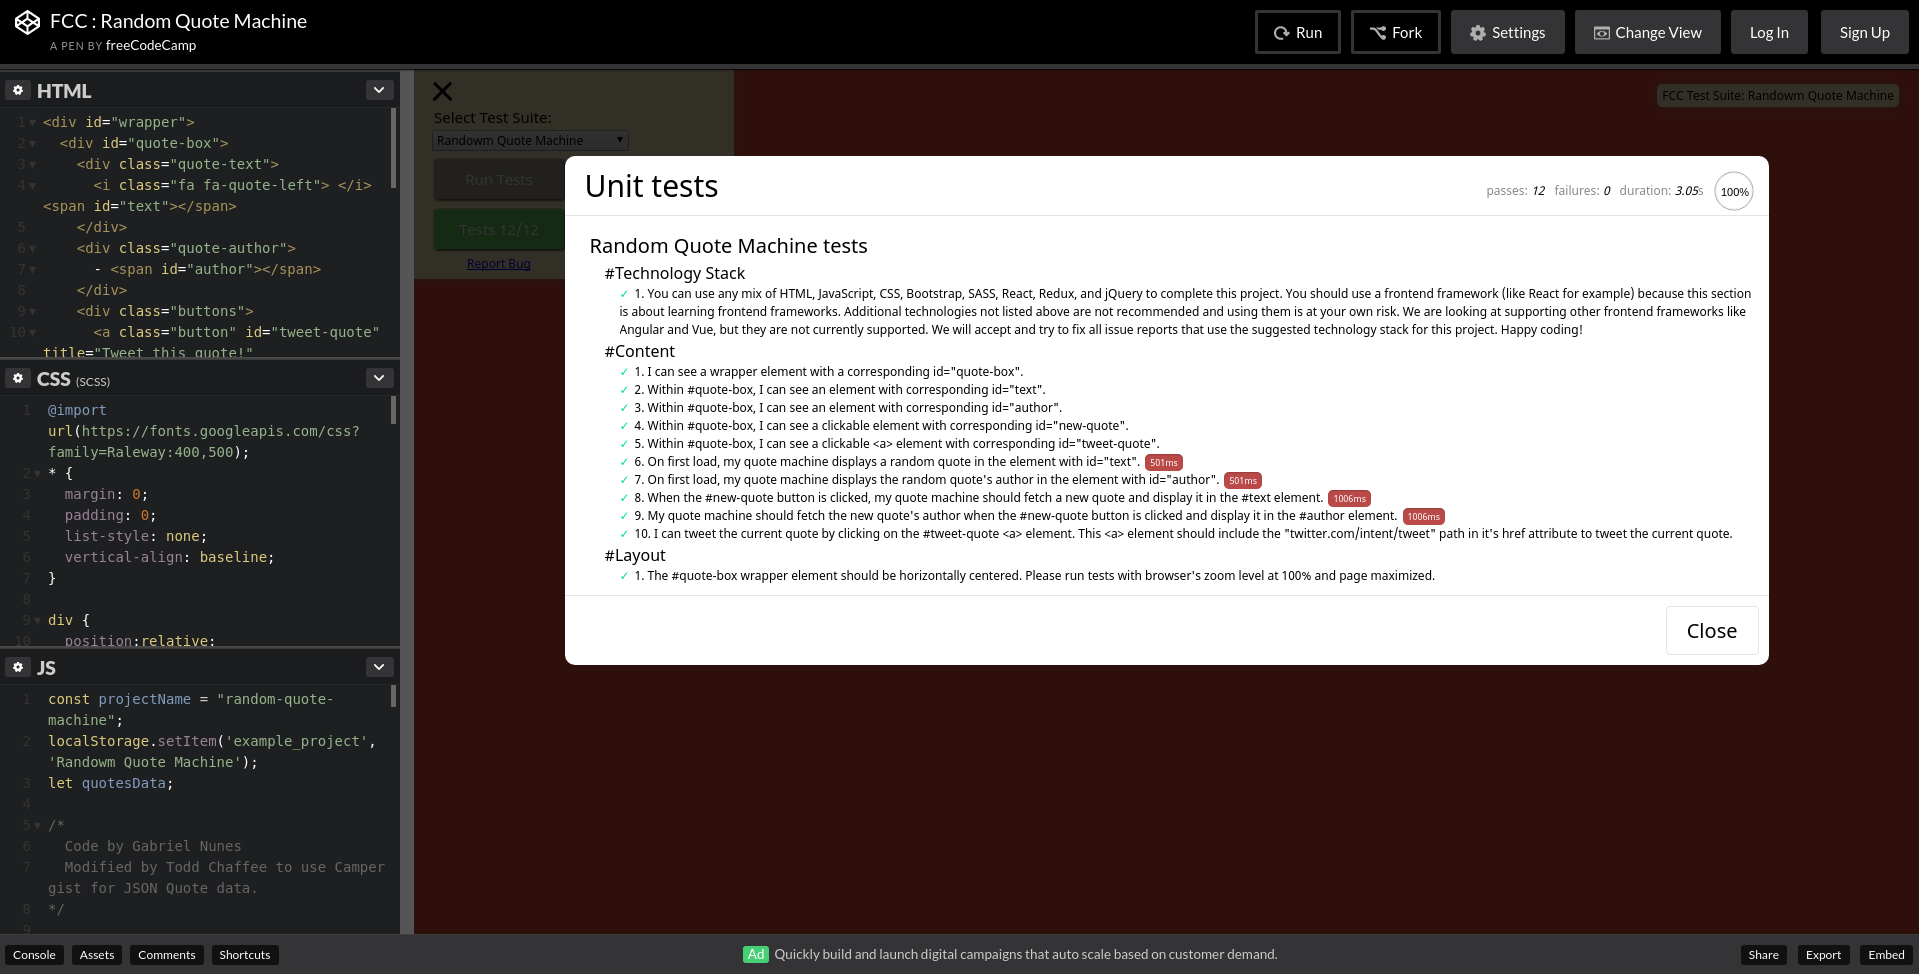 FCC : Random Quote Machine
A PEN BY freeCodeCamp
Run
Fork
Settings
Change View
Log In
Sign Up
HTML
1 <div id="wrapper">
2 <div id="quote-box">
3 <div class="quote-text">
4 <i class="fa fa-quote-left"> </i>
<span id="text"></span>
5 </div>
6 <div class="quote-author">
7 - <span id="author"></span>
8 </div>
9 <div class="buttons">
10 <a class="button" id="tweet-quote"
title="Tweet this quote!"
CSS (SCSS)
1 @import
url(https://fonts.googleapis.com/css?
family=Raleway:400,500);
2 * {
3 margin: 0;
4 padding: 0;
5 list-style: none;
6 vertical-align: baseline;
7 }
8
9 div {
10 position:relative;
JS
1 const projectName = "random-quote-
machine";
2 localStorage.setItem('example_project',
'Randowm Quote Machine');
3 let quotesData;
4
5 /*
6 Code by Gabriel Nunes
7 Modified by Todd Chaffee to use Camper
gist for JSON Quote data.
8 */
9
Select Test Suite:
Randowm Quote Machine
Run Tests
Tests 12/12
Report Bug
FCC Test Suite: Randowm Quote Machine
Unit tests
passes: 12 failures: 0 duration: 3.05s 100%
Random Quote Machine tests
#Technology Stack
✓ 1. You can use any mix of HTML, JavaScript, CSS, Bootstrap, SASS, React, Redux, and jQuery to complete this project. You should use a frontend framework (like React for example) because this section
is about learning frontend frameworks. Additional technologies not listed above are not recommended and using them is at your own risk. We are looking at supporting other frontend frameworks like
Angular and Vue, but they are not currently supported. We will accept and try to fix all issue reports that use the suggested technology stack for this project. Happy coding!
#Content
✓ 1. I can see a wrapper element with a corresponding id="quote-box".
✓ 2. Within #quote-box, I can see an element with corresponding id="text".
✓ 3. Within #quote-box, I can see an element with corresponding id="author".
✓ 4. Within #quote-box, I can see a clickable element with corresponding id="new-quote".
✓ 5. Within #quote-box, I can see a clickable <a> element with corresponding id="tweet-quote".
✓ 6. On first load, my quote machine displays a random quote in the element with id="text". 501ms
✓ 7. On first load, my quote machine displays the random quote's author in the element with id="author". 501ms
✓ 8. When the #new-quote button is clicked, my quote machine should fetch a new quote and display it in the #text element. 1006ms
✓ 9. My quote machine should fetch the new quote's author when the #new-quote button is clicked and display it in the #author element. 1006ms
✓ 10. I can tweet the current quote by clicking on the #tweet-quote <a> element. This <a> element should include the "twitter.com/intent/tweet" path in it's href attribute to tweet the current quote.
#Layout
✓ 1. The #quote-box wrapper element should be horizontally centered. Please run tests with browser's zoom level at 100% and page maximized.
Close
Console
Assets
Comments
Shortcuts
Ad Quickly build and launch digital campaigns that auto scale based on customer demand.
Share
Export
Embed